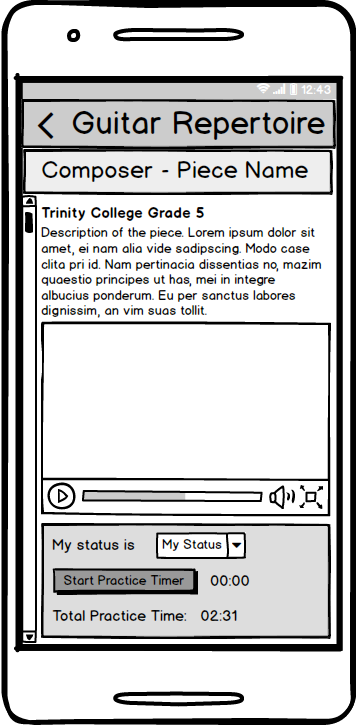 12:43
Guitar Repertoire
Composer - Piece Name
Trinity College Grade 5
Description of the piece. Lorem ipsum dolor sit
amet, ei nam alia vide sadipscing. Modo case
clita pri id. Nam pertinacia dissentias no, mazim
quaestio principes ut has, mei in integre
albucius ponderum. Eu per sanctus labores
dignissim, an vim suas tollit.
My status is My Status
Start Practice Timer 00:00
Total Practice Time: 02:31